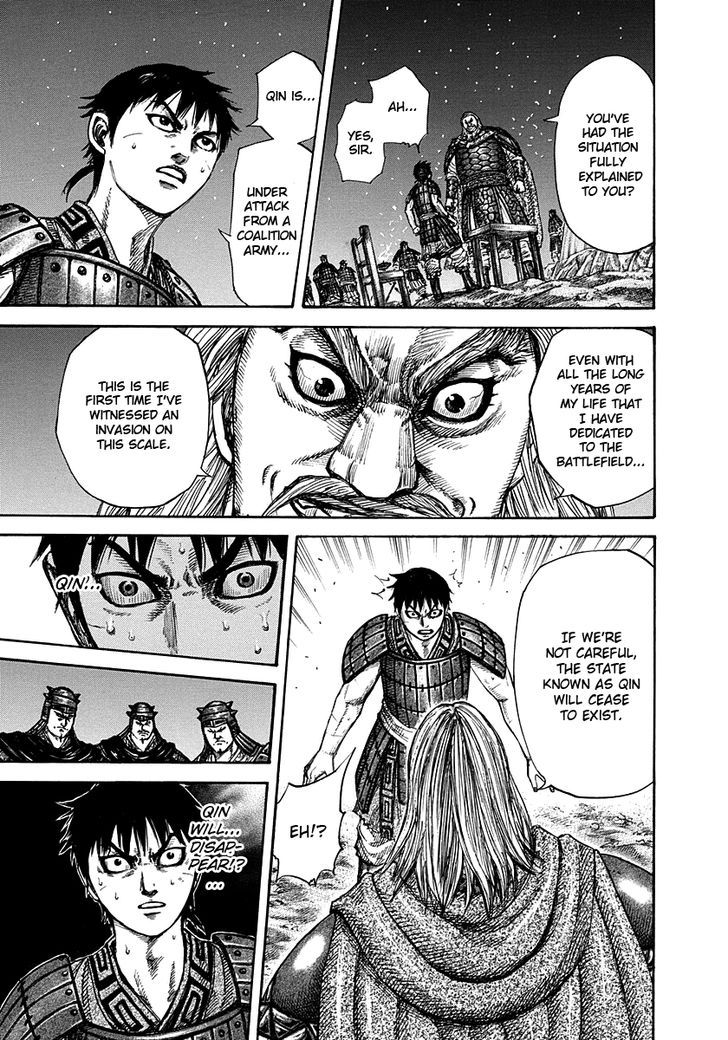 YOU'VE
HAD THE
SITUATION
FULLY
EXPLAINED
TO YOU?
AH...
YES,
SIR.
QIN IS...
UNDER
ATTACK
FROM A
COALITION
ARMY...
EVEN WITH
ALL THE LONG
YEARS OF
MY LIFE THAT
I HAVE
DEDICATED
TO THE
BATTLEFIELD...
THIS IS THE
FIRST TIME I'VE
WITNESSED AN
INVASION ON
THIS SCALE.
IF WE'RE
NOT CAREFUL,
THE STATE
KNOWN AS QIN
WILL CEASE
TO EXIST.
EH!?
QIN...
QIN
WILL...
DISAP-
PEAR!?
...